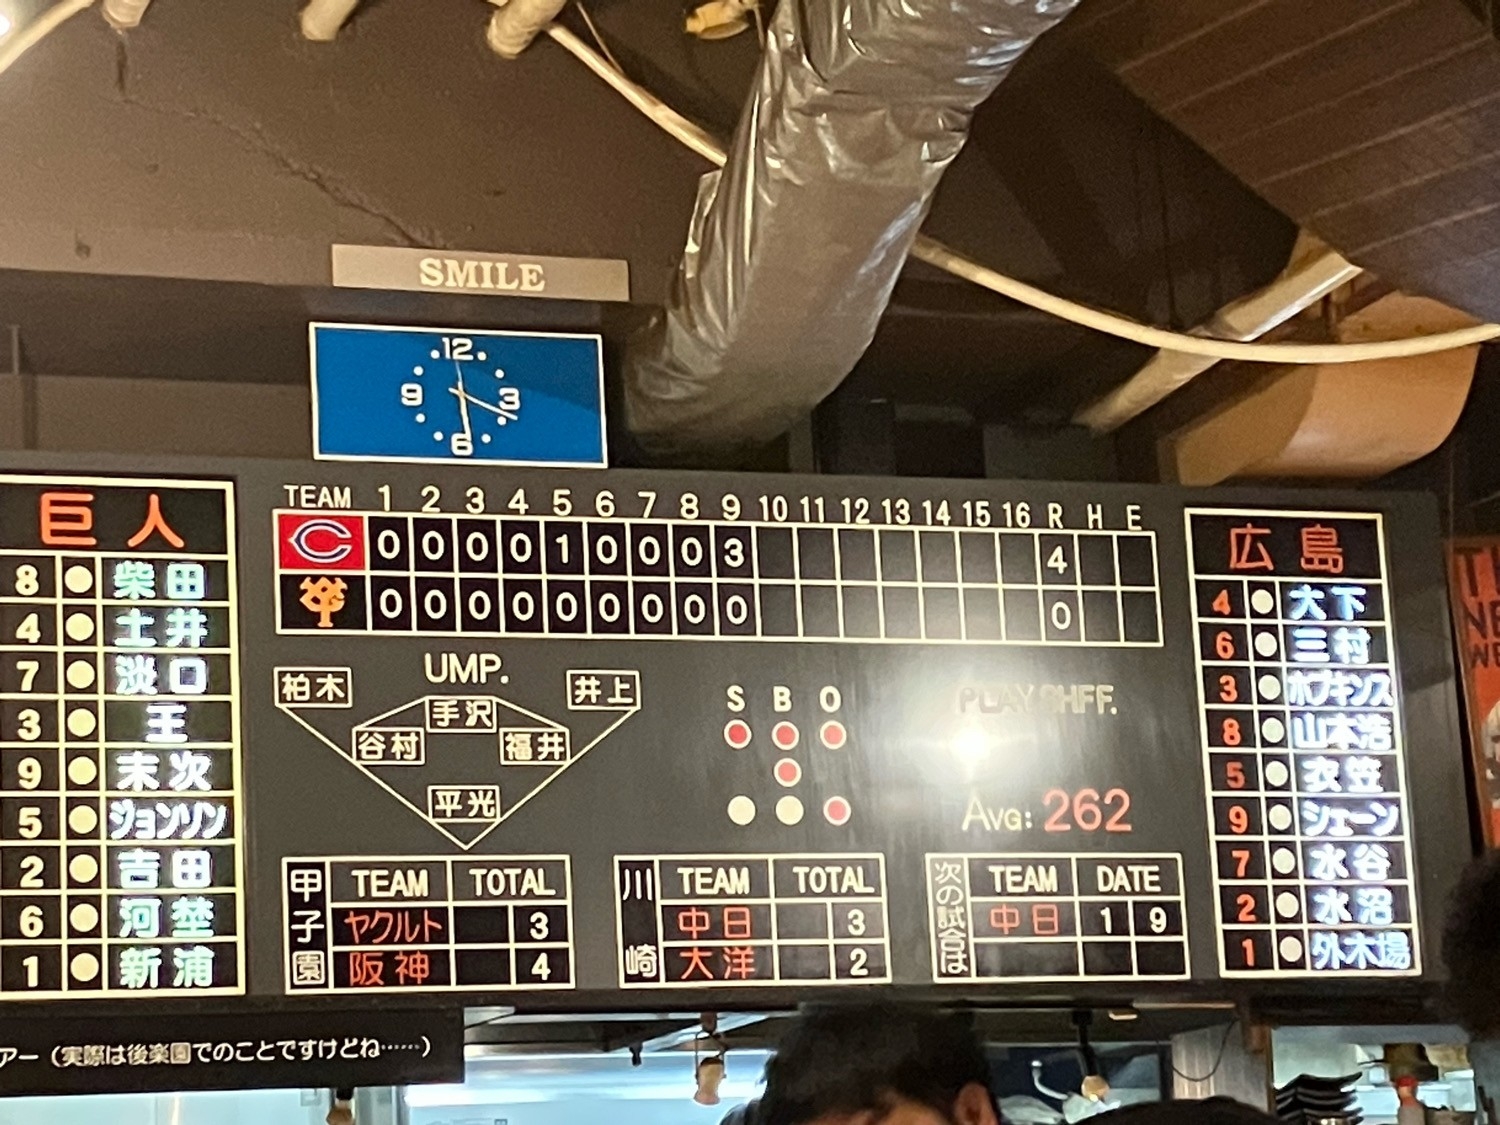 SMILE
12
9 3
6
巨人
8 柴田
4 土井
7 淡口
3 王
9 末次
5 ジョンソン
2 吉田
6 河埜
1 新浦
TEAM 1 2 3 4 5 6 7 8 9 10 11 12 13 14 15 16 R H E
C 0 0 0 0 1 0 0 0 3 4
YG 0 0 0 0 0 0 0 0 0 0
UMP.
柏木 井上
手沢
谷村 福井
平光
S B O
PLAY
Avg: 262
甲子園 TEAM TOTAL
ヤクルト 3
阪神 4
川崎 TEAM TOTAL
中日 3
大洋 2
次の試合は TEAM DATE
中日 1 9
広島
4 大下
6 三村
3 ホプキンス
8 山本浩
5 衣笠
9 シェーン
7 水谷
2 水沼
1 外木場
アー（実際は後楽園でのことですけどね……）